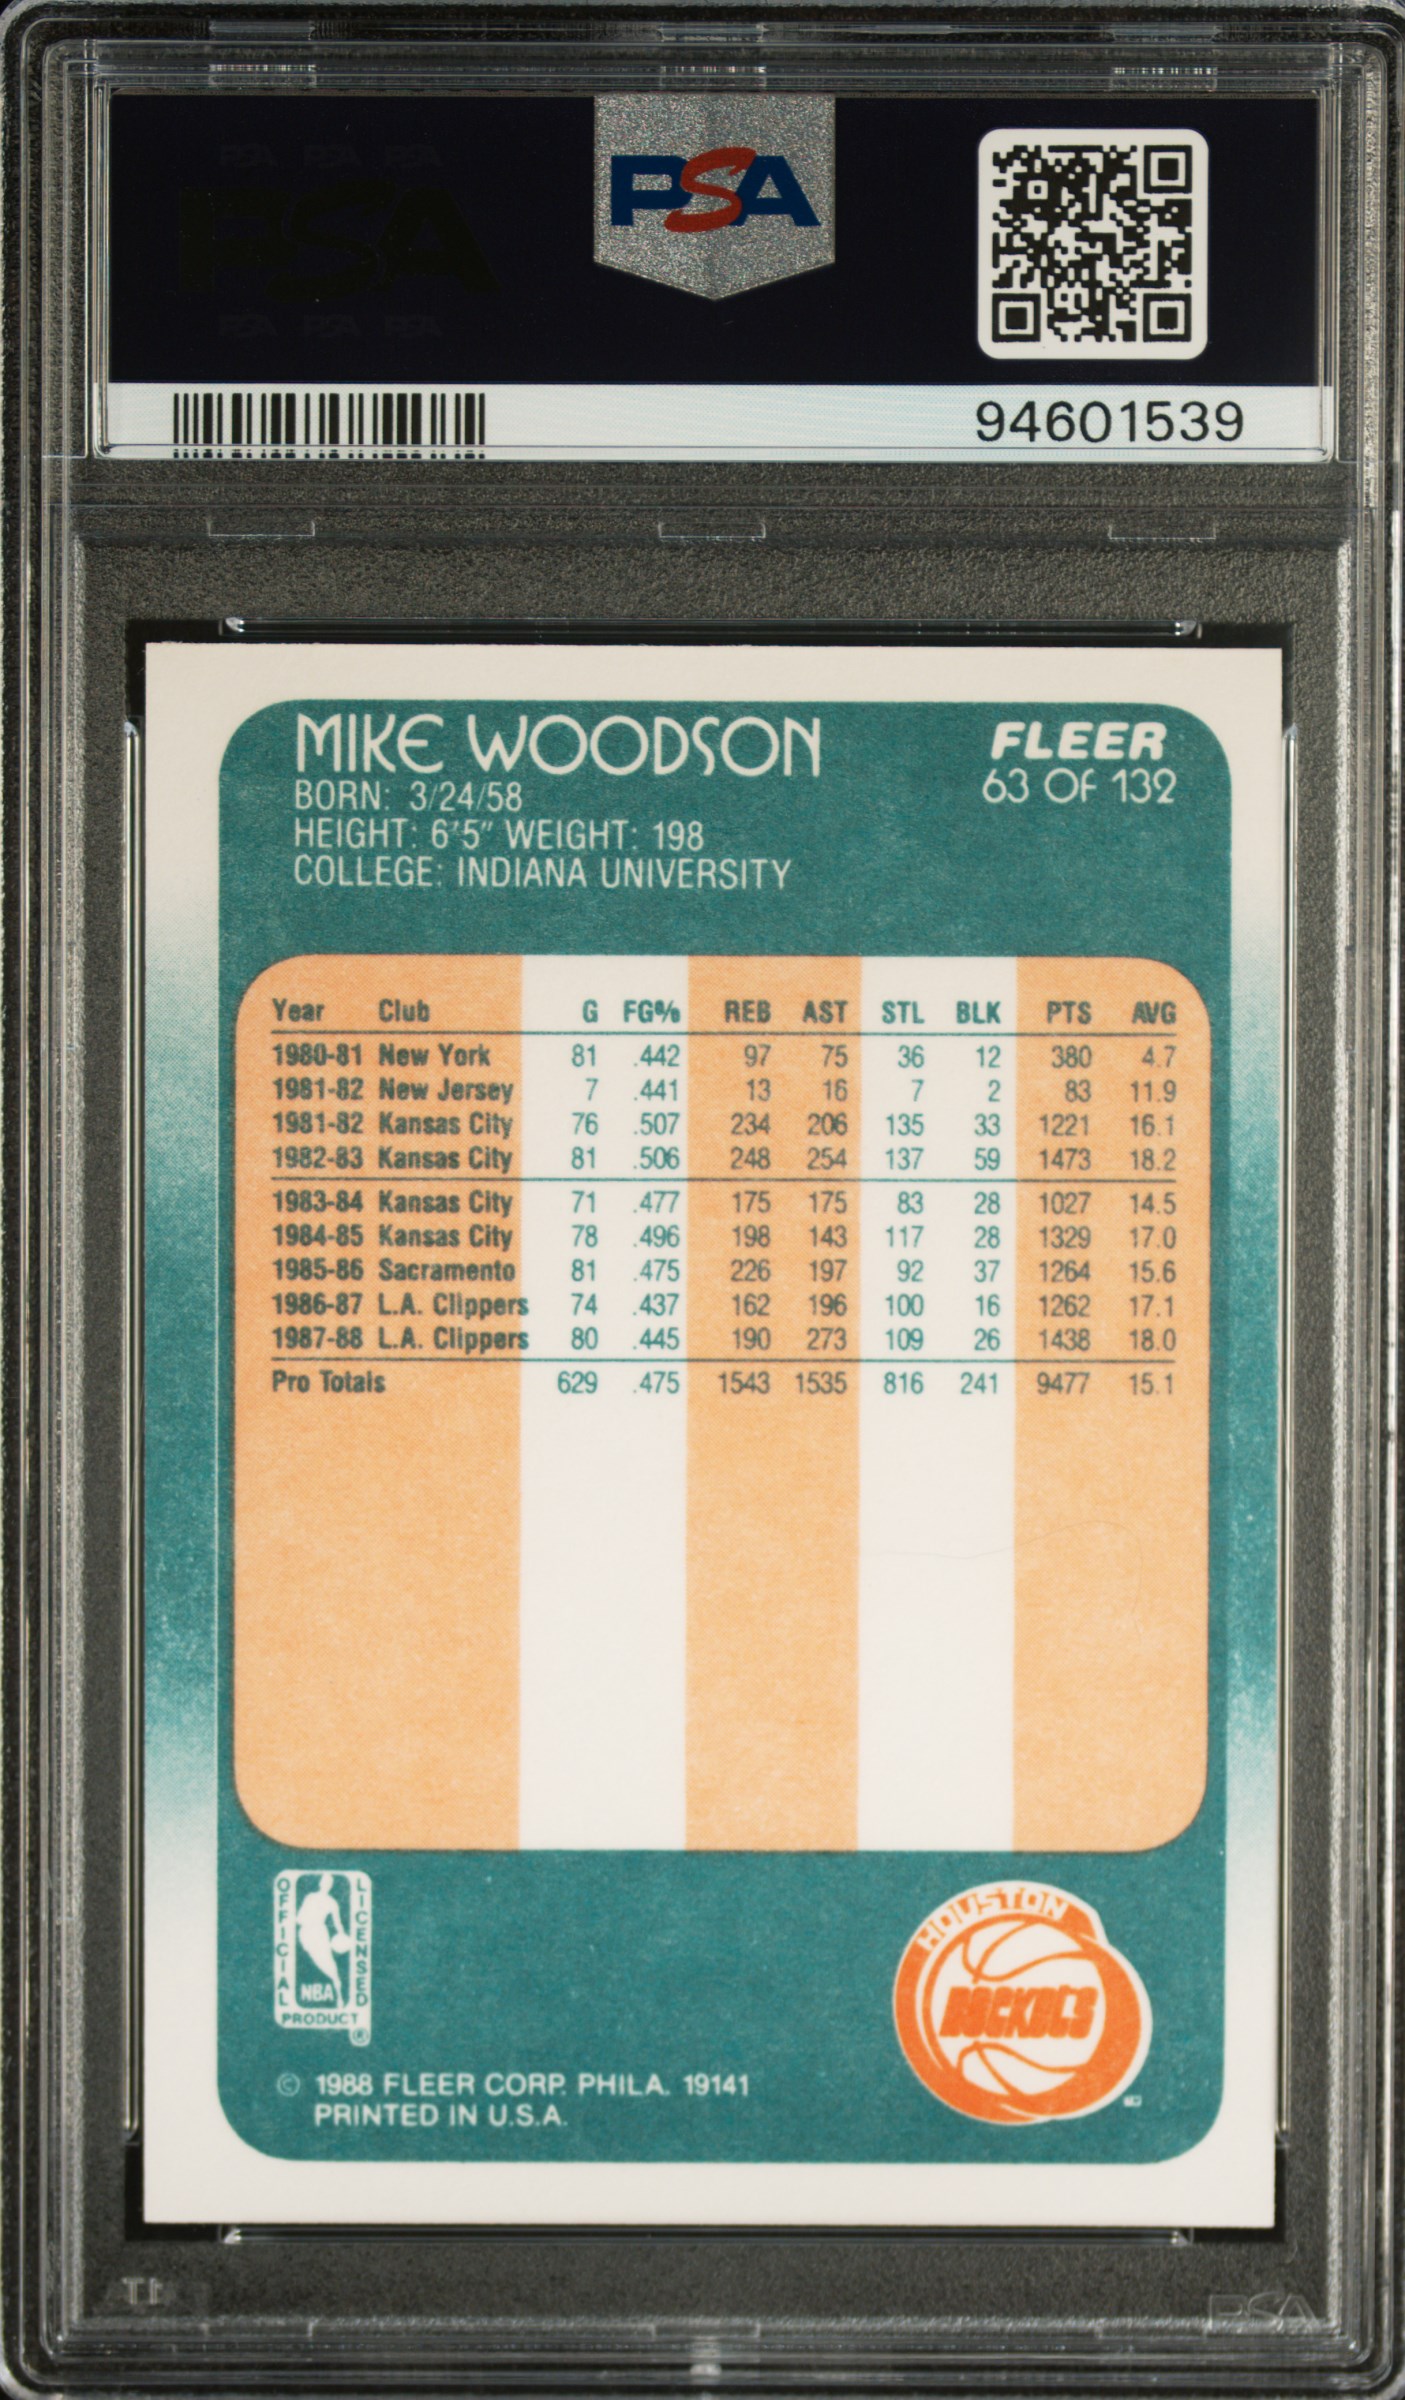 PSA
94601539
MIKE WOODSON
FLEER
63 OF 132
BORN: 3/24/58
HEIGHT: 6'5" WEIGHT: 198
COLLEGE: INDIANA UNIVERSITY
Year Club G FG% REB AST STL BLK PTS AVG
1980-81 New York 81 .442 97 75 36 12 380 4.7
1981-82 New Jersey 7 .441 13 16 7 2 83 11.9
1981-82 Kansas City 76 .507 234 206 135 33 1221 16.1
1982-83 Kansas City 81 .506 248 254 137 59 1473 18.2
1983-84 Kansas City 71 .477 175 175 83 28 1027 14.5
1984-85 Kansas City 78 .496 198 143 117 28 1329 17.0
1985-86 Sacramento 81 .475 226 197 92 37 1264 15.6
1986-87 L.A. Clippers 74 .437 162 196 100 16 1262 17.1
1987-88 L.A. Clippers 80 .445 190 273 109 26 1438 18.0
Pro Totals 629 .475 1543 1535 816 241 9477 15.1
OFFICIAL LICENSED
NBA
PRODUCT
®
HOUSTON
ROCKETS
© 1988 FLEER CORP. PHILA. 19141
PRINTED IN U.S.A.
PSA